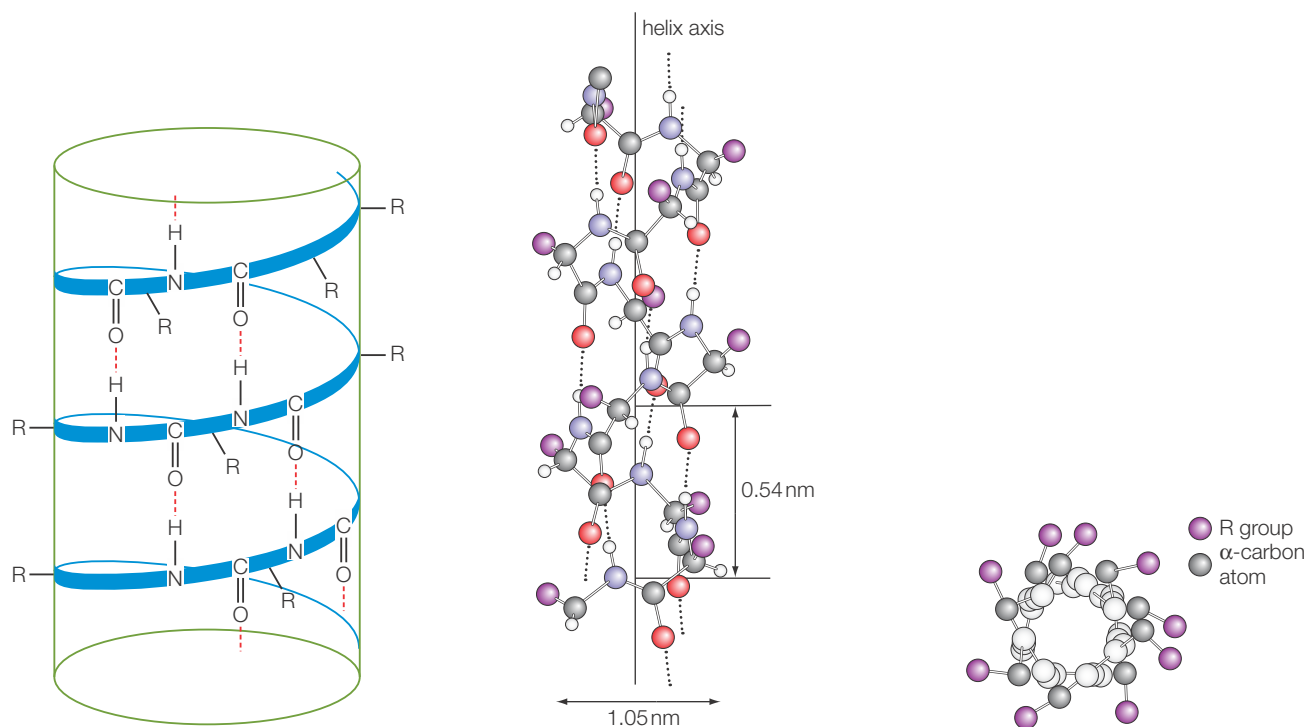 helix axis
R
H
C
N
C
R
R
O
O
H
H
R
R
N
C
N
C
R
O
O
H
H
C
R
N
C
N
R
O
O
0.54 nm
1.05 nm
R group
α-carbon
atom